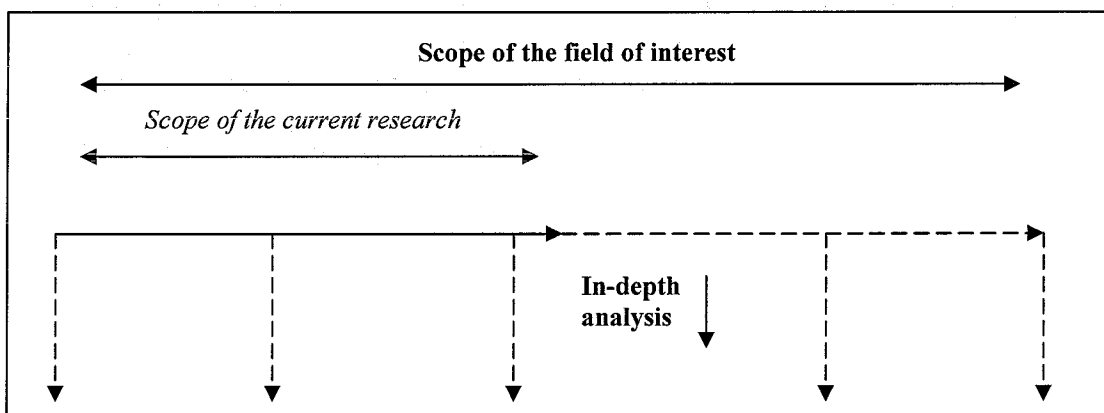 Scope of the field of interest
Scope of the current research
In-depth
analysis